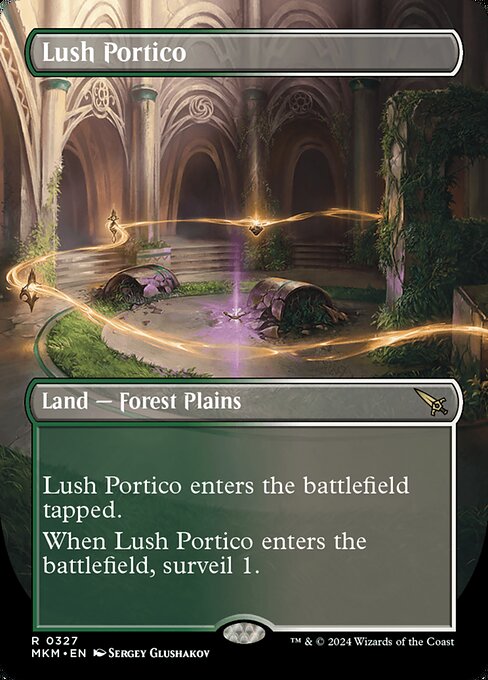 Lush Portico
Land — Forest Plains
Lush Portico enters the battlefield
tapped.
When Lush Portico enters the
battlefield, surveil 1.
R 0327
™ & © 2024 Wizards of the Coast
MKM • EN Sergey Glushakov